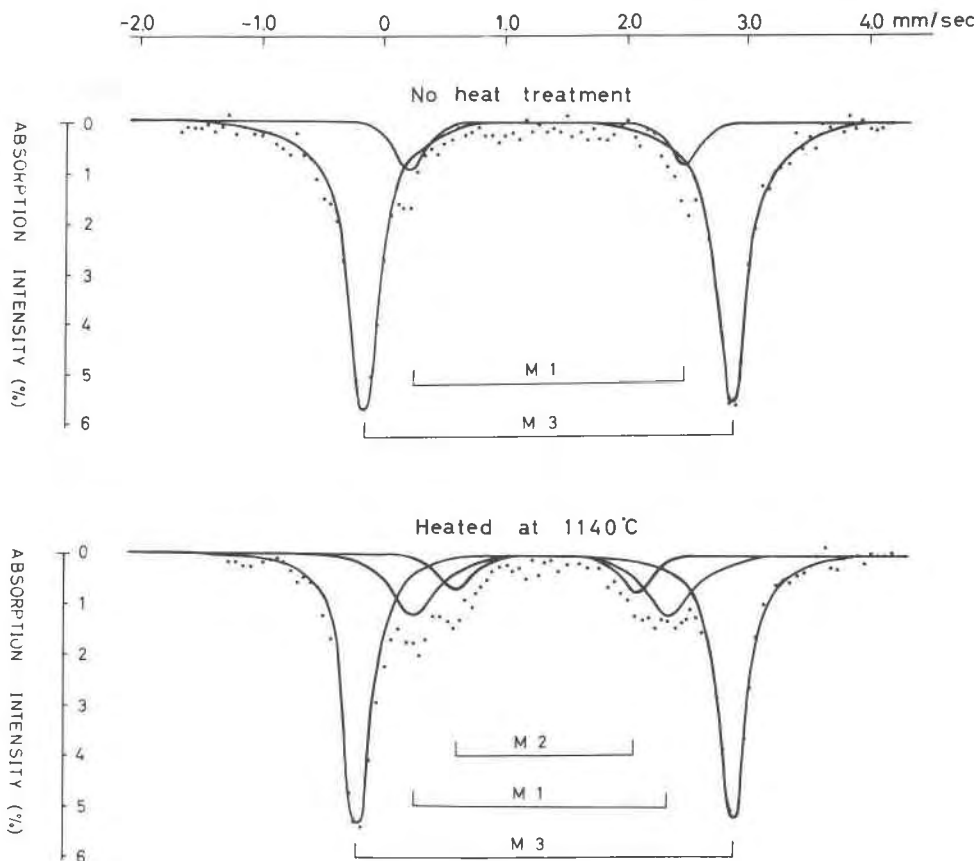 -2.0 -1.0 0 1.0 2.0 3.0 4.0 mm/sec
No heat treatment
ABSORPTION INTENSITY (%)
0
1
2
3
4
5
6
M 1
M 3
Heated at 1140°C
ABSORPTION INTENSITY (%)
0
1
2
3
4
5
6
M 2
M 1
M 3